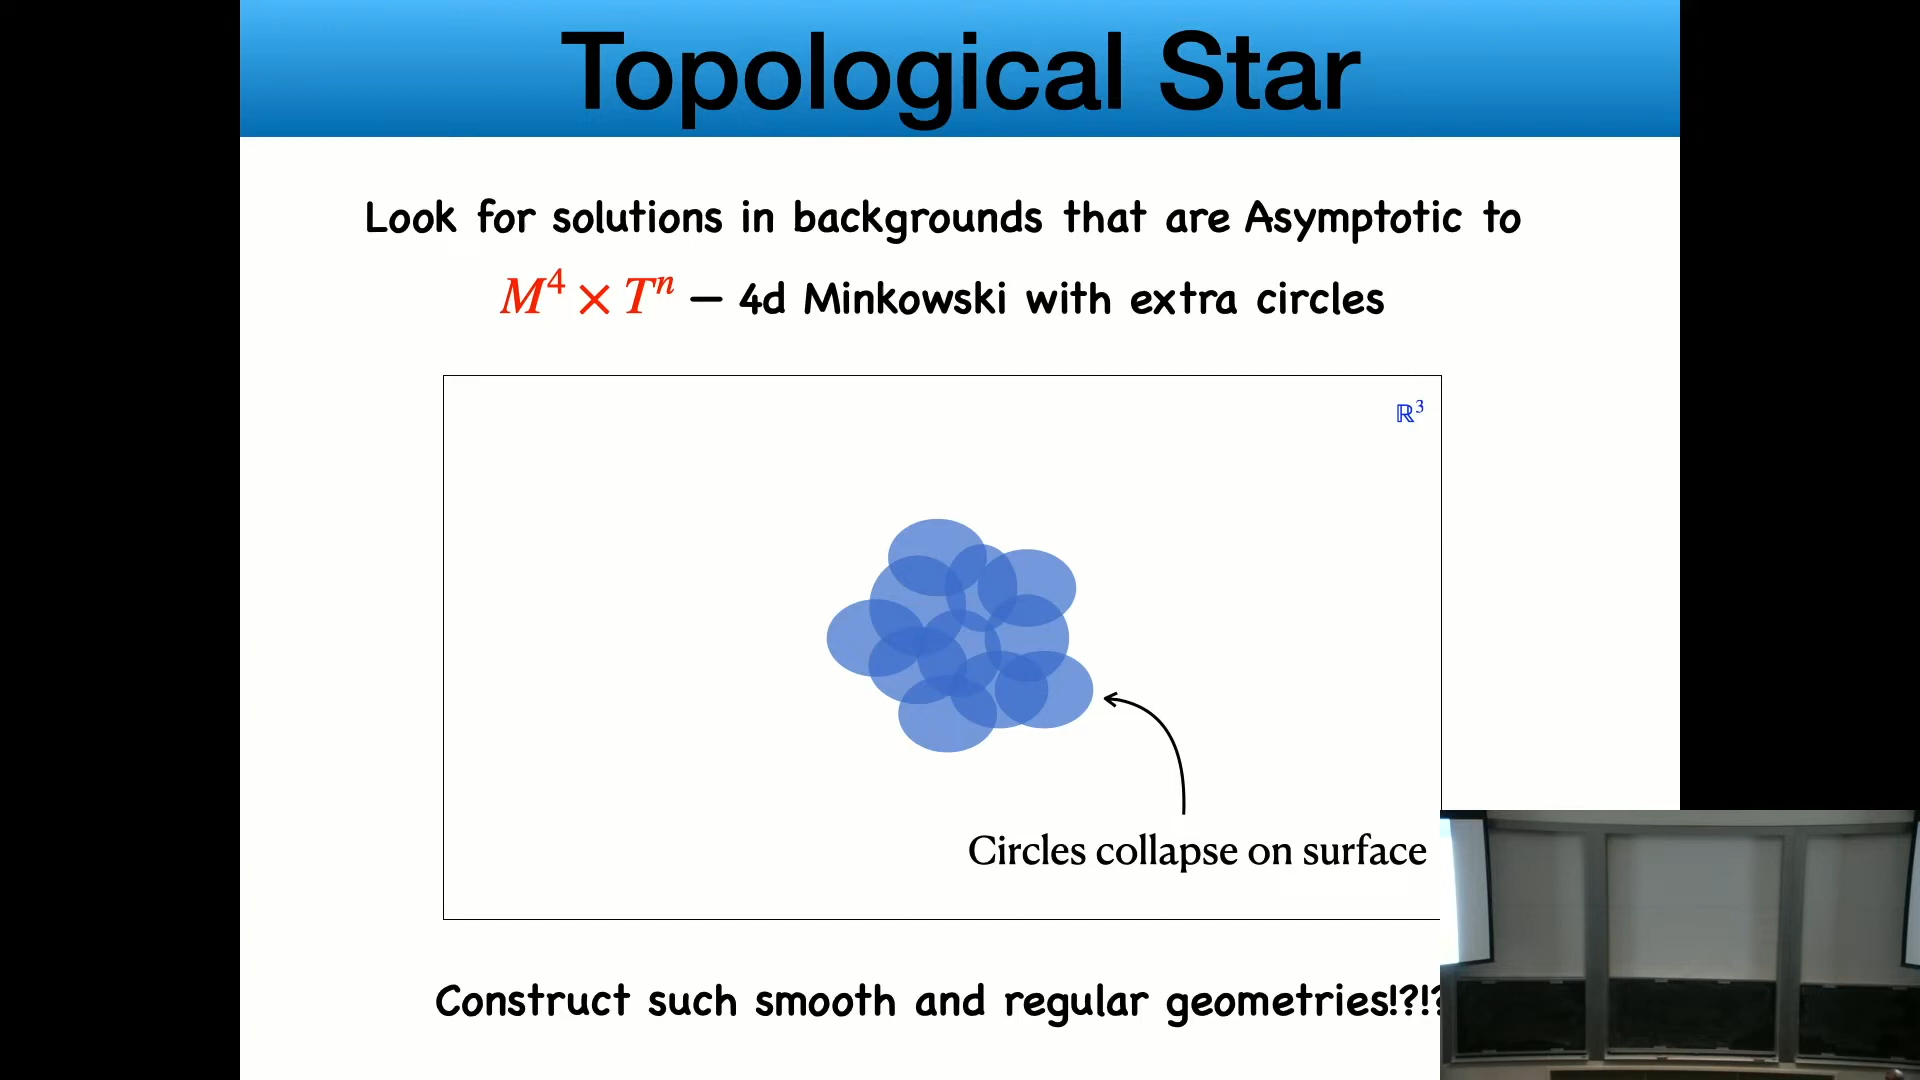 Topological Star
Look for solutions in backgrounds that are Asymptotic to
M⁴ × Tⁿ — 4d Minkowski with extra circles
ℝ³
Circles collapse on surface
Construct such smooth and regular geometries!?!?